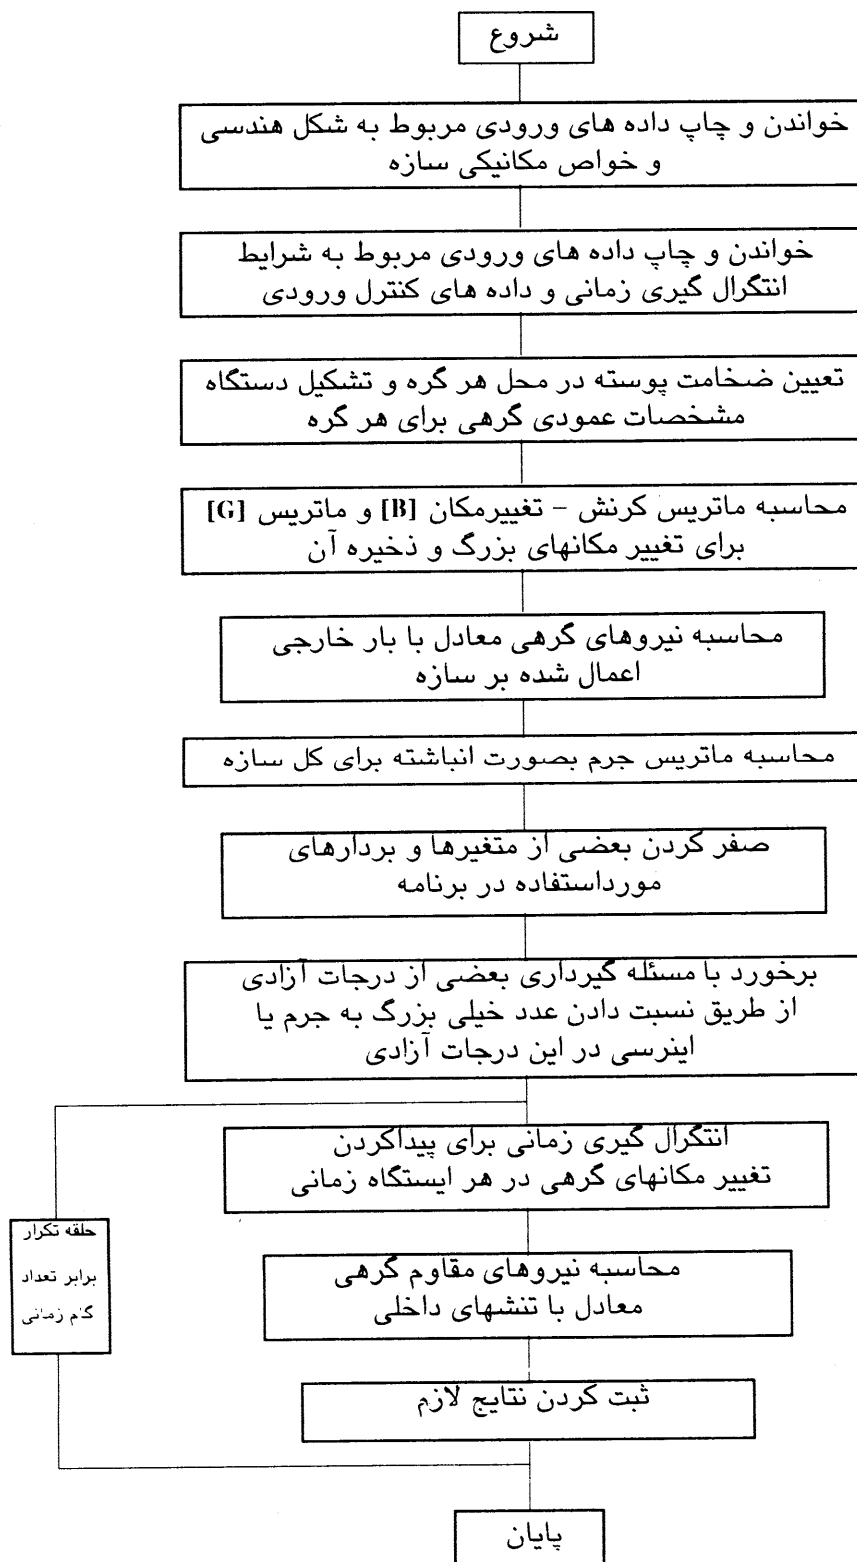 شروع
خواندن و چاپ داده های ورودی مربوط به شکل هندسی
و خواص مکانیکی سازه
خواندن و چاپ داده های ورودی مربوط به شرایط
انتگرال گیری زمانی و داده های کنترل ورودی
تعیین ضخامت پوسته در محل هر گره و تشکیل دستگاه
مشخصات عمودی گرهی برای هر گره
محاسبه ماتریس کرنش – تغییرمکان [B] و ماتریس [G]
برای تغییر مکانهای بزرگ و ذخیره آن
محاسبه نیروهای گرهی معادل با بار خارجی
اعمال شده بر سازه
محاسبه ماتریس جرم بصورت انباشته برای کل سازه
صفر کردن بعضی از متغیرها و بردارهای
مورداستفاده در برنامه
برخورد با مسئله گیرداری بعضی از درجات آزادی
از طریق نسبت دادن عدد خیلی بزرگ به جرم یا
اینرسی در این درجات آزادی
انتگرال گیری زمانی برای پیداکردن
تغییر مکانهای گرهی در هر ایستگاه زمانی
حلقه تکرار
برابر تعداد
گام زمانی
محاسبه نیروهای مقاوم گرهی
معادل با تنشهای داخلی
ثبت کردن نتایج لازم
پایان